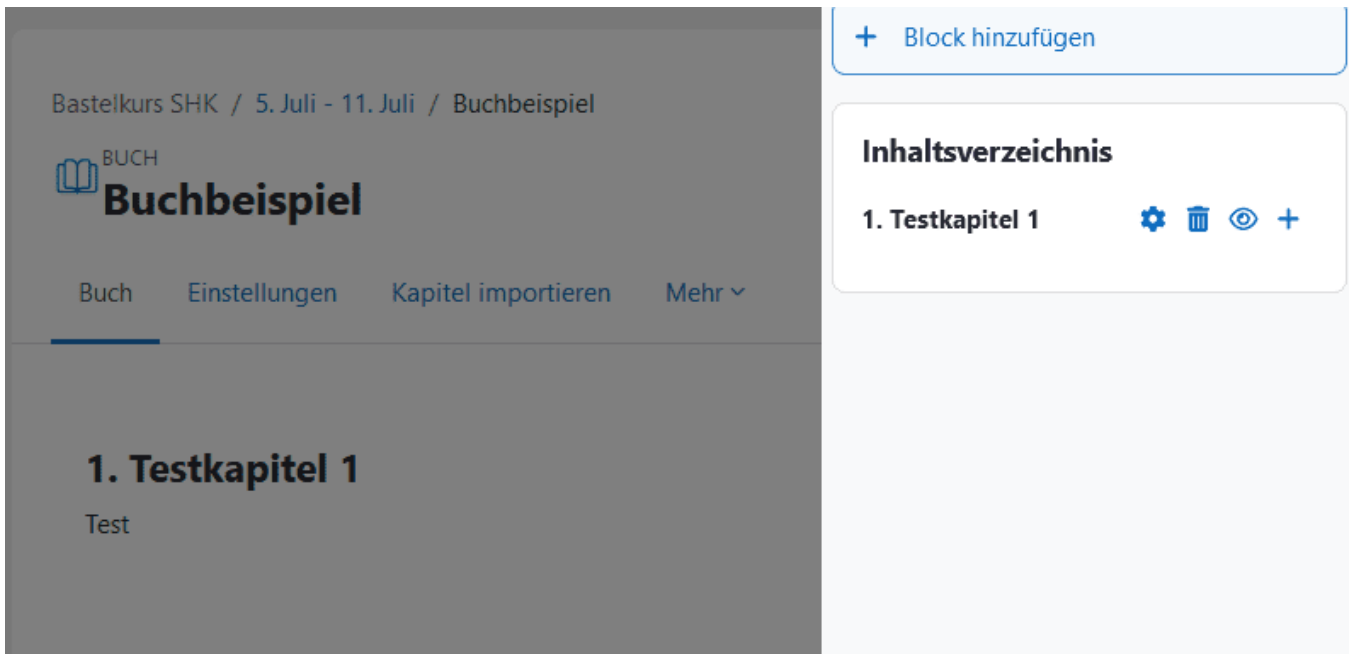 Bastelkurs SHK / 5. Juli - 11. Juli / Buchbeispiel
BUCH
Buchbeispiel
Buch Einstellungen Kapitel importieren Mehr
1. Testkapitel 1
Test
+ Block hinzufügen
Inhaltsverzeichnis
1. Testkapitel 1